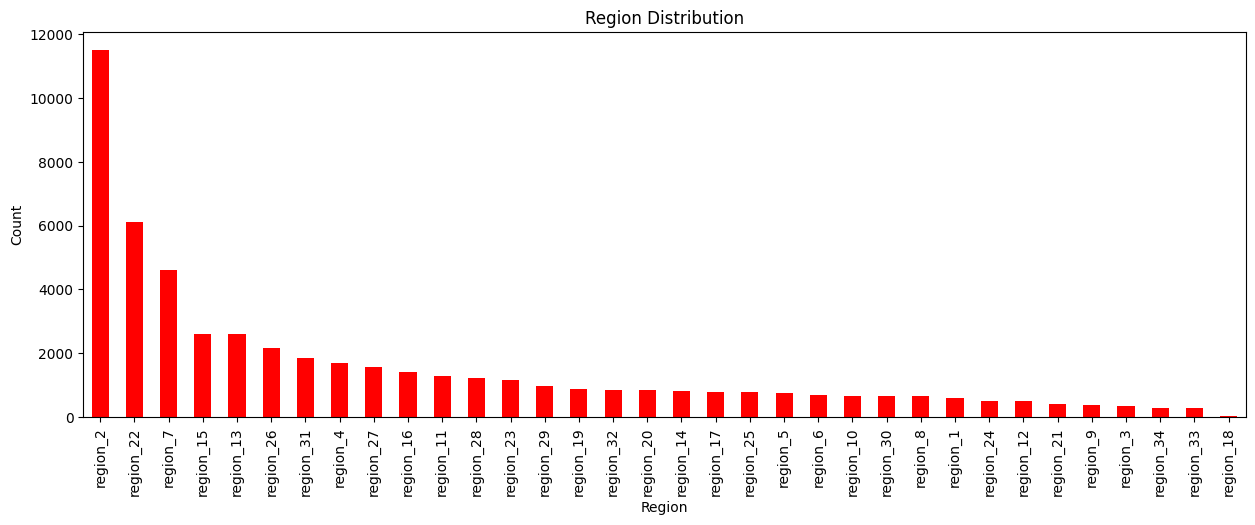 Region Distribution
12000
10000
8000
6000
4000
2000
0
Count
region_2
region_22
region_7
region_15
region_13
region_26
region_31
region_4
region_27
region_16
region_11
region_28
region_23
region_29
region_19
region_32
region_20
region_14
region_17
region_25
region_5
region_6
region_10
region_30
region_8
region_1
region_24
region_12
region_21
region_9
region_3
region_34
region_33
region_18
Region